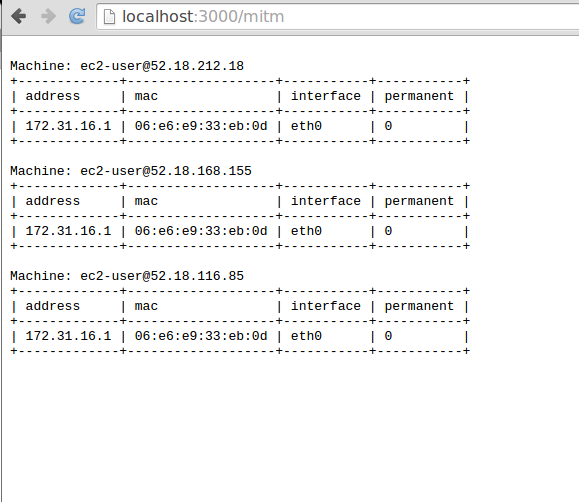 localhost:3000/mitm
Machine: ec2-user@52.18.212.18
+-------------+-------------------+-----------+-----------+
| address     | mac               | interface | permanent |
+-------------+-------------------+-----------+-----------+
| 172.31.16.1 | 06:e6:e9:33:eb:0d | eth0      | 0         |
+-------------+-------------------+-----------+-----------+
Machine: ec2-user@52.18.168.155
+-------------+-------------------+-----------+-----------+
| address     | mac               | interface | permanent |
+-------------+-------------------+-----------+-----------+
| 172.31.16.1 | 06:e6:e9:33:eb:0d | eth0      | 0         |
+-------------+-------------------+-----------+-----------+
Machine: ec2-user@52.18.116.85
+-------------+-------------------+-----------+-----------+
| address     | mac               | interface | permanent |
+-------------+-------------------+-----------+-----------+
| 172.31.16.1 | 06:e6:e9:33:eb:0d | eth0      | 0         |
+-------------+-------------------+-----------+-----------+